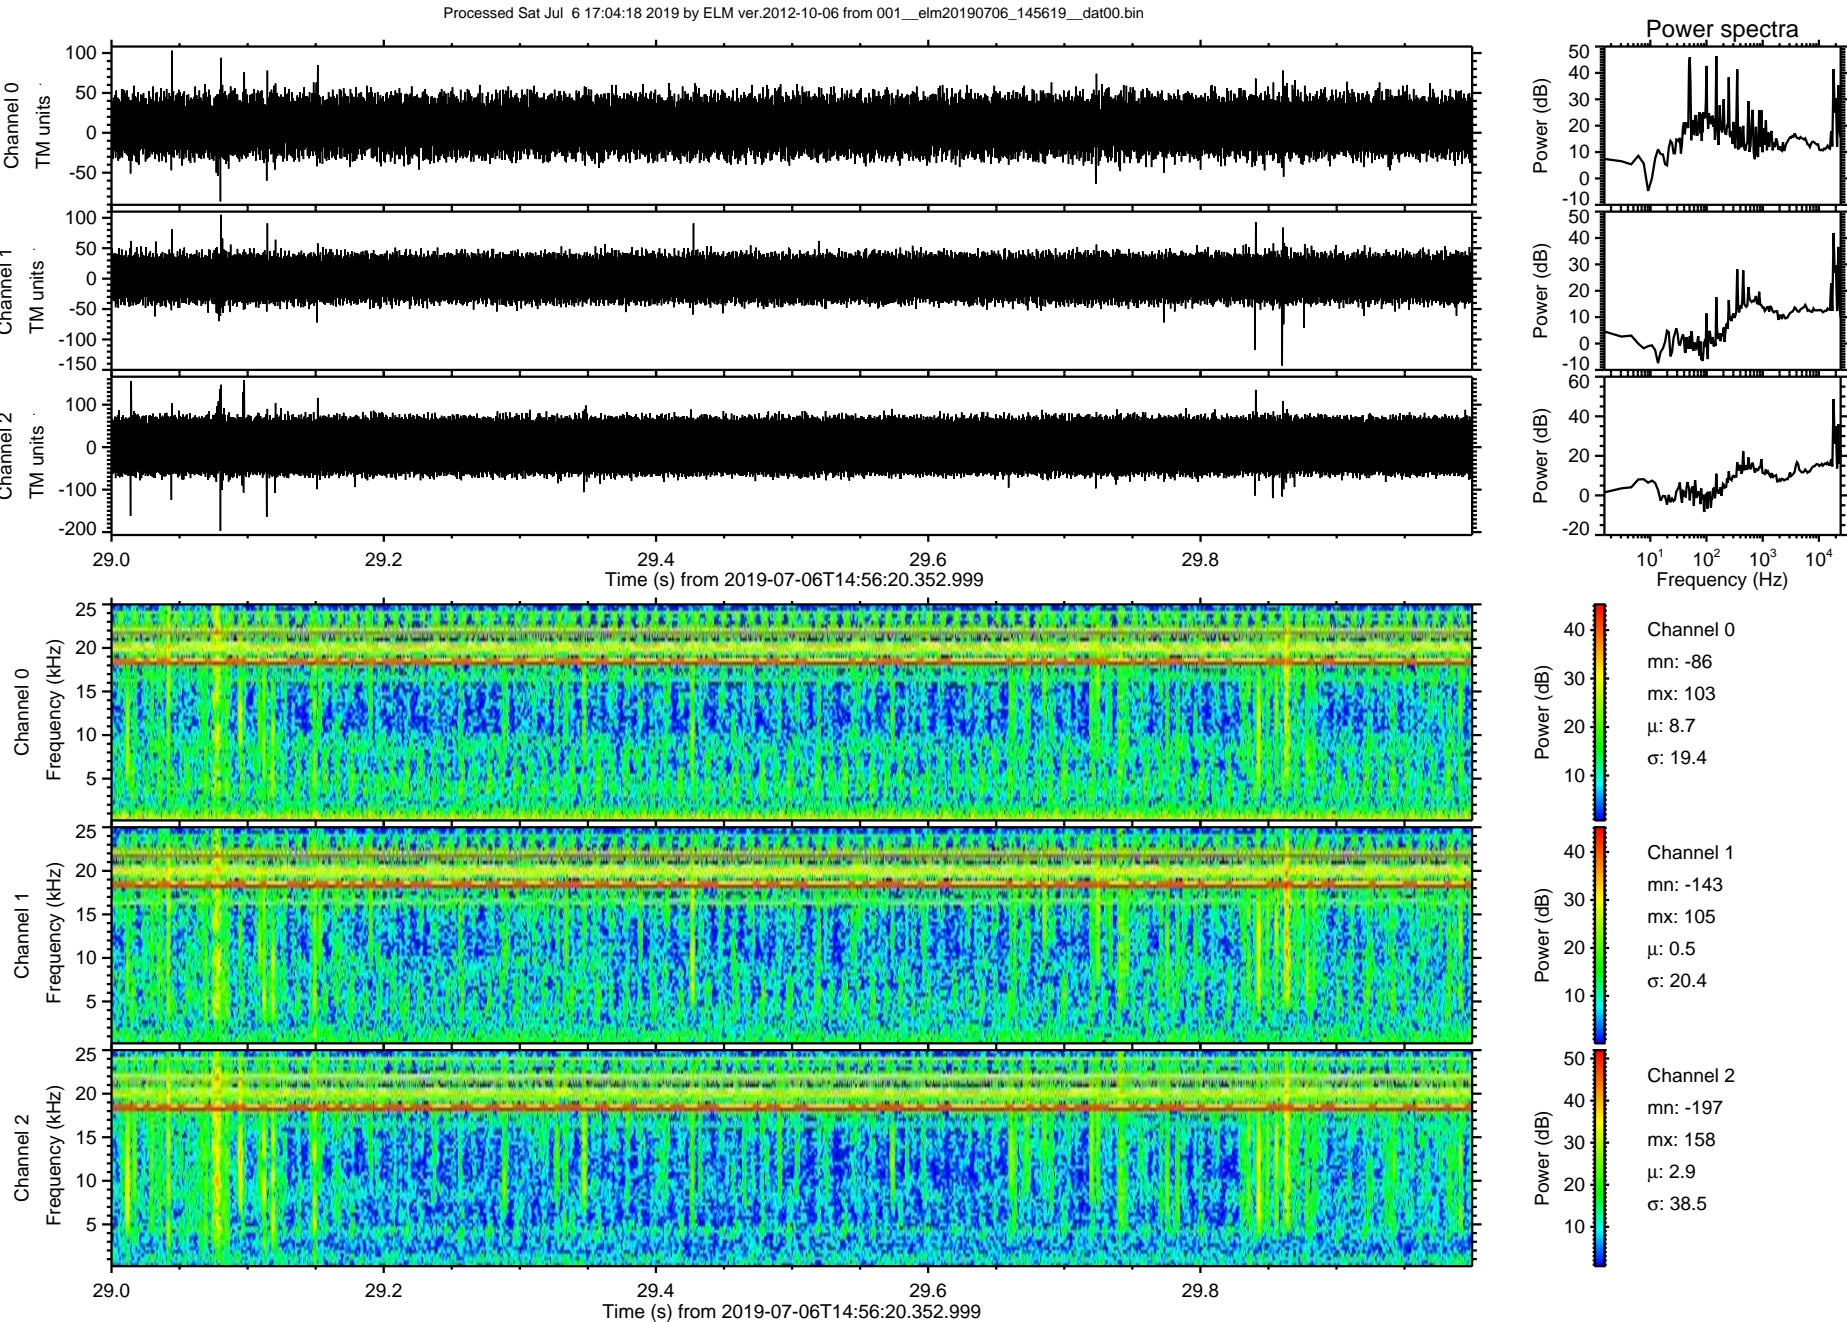 Processed Sat Jul 6 17:04:18 2019 by ELM ver.2012-10-06 from 001__elm20190706_145619__dat00.bin
Power spectra
Channel 0
TM units
100
50
0
-50
Power (dB)
50
40
30
20
10
0
-10
Channel 1
TM units
100
50
0
-50
-100
-150
Power (dB)
50
40
30
20
10
0
-10
Channel 2
TM units
100
0
-100
-200
Power (dB)
60
40
20
0
-20
29.0 29.2 29.4 29.6 29.8
Time (s) from 2019-07-06T14:56:20.352.999
10^1 10^2 10^3 10^4
Frequency (Hz)
Channel 0
Frequency (kHz)
25
20
15
10
5
Power (dB)
40
30
20
10
Channel 0
mn: -86
mx: 103
μ: 8.7
σ: 19.4
Channel 1
Frequency (kHz)
25
20
15
10
5
Power (dB)
40
30
20
10
Channel 1
mn: -143
mx: 105
μ: 0.5
σ: 20.4
Channel 2
Frequency (kHz)
25
20
15
10
5
Power (dB)
50
40
30
20
10
Channel 2
mn: -197
mx: 158
μ: 2.9
σ: 38.5
29.0 29.2 29.4 29.6 29.8
Time (s) from 2019-07-06T14:56:20.352.999